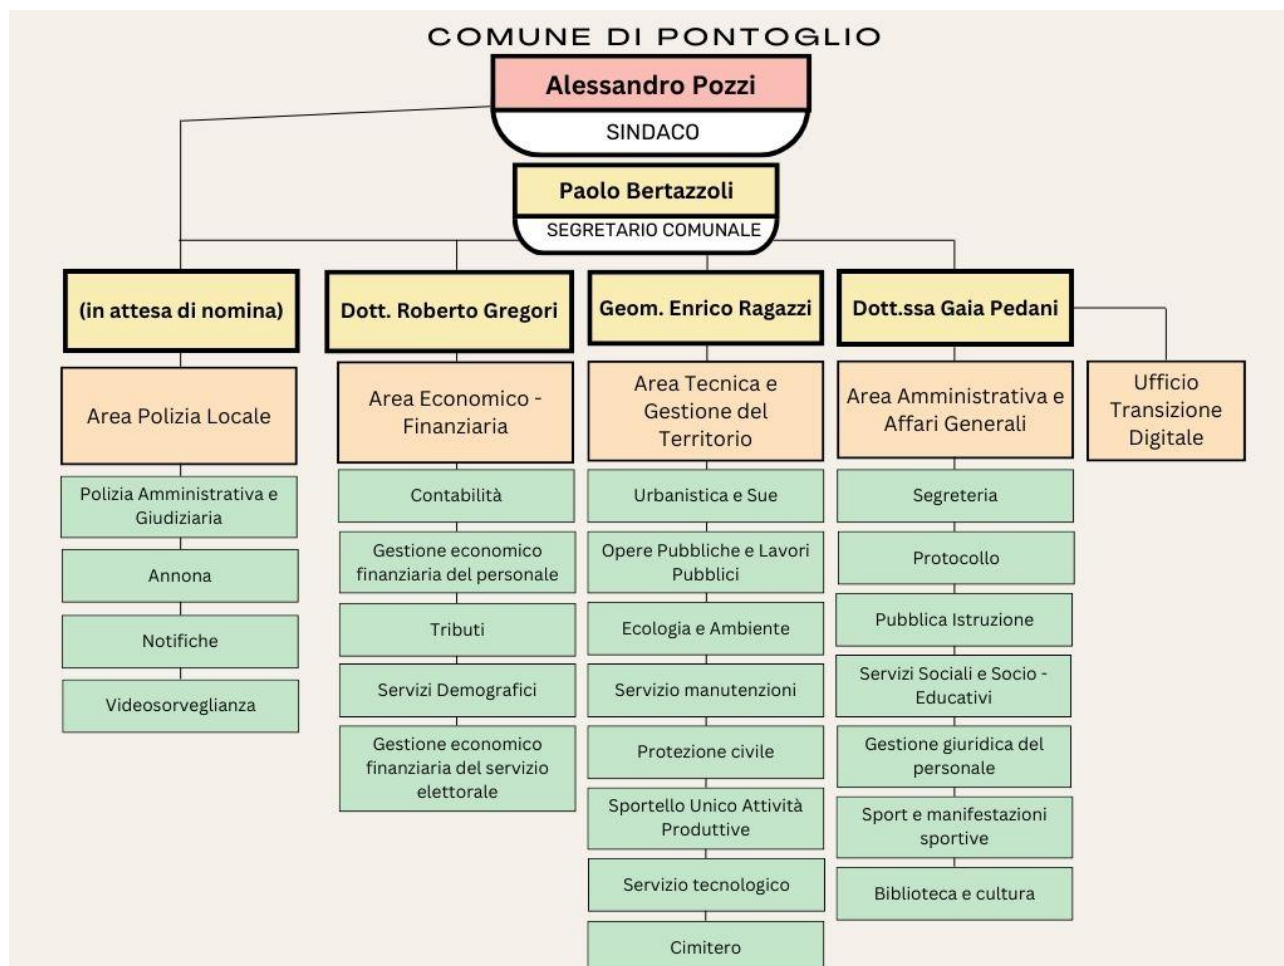 COMUNE DI PONTOGLIO
Alessandro Pozzi
SINDACO
Paolo Bertazzoli
SEGRETARIO COMUNALE
(in attesa di nomina)
Area Polizia Locale
Polizia Amministrativa e
Giudiziaria
Annona
Notifiche
Videosorveglianza
Dott. Roberto Gregori
Area Economico -
Finanziaria
Contabilità
Gestione economico
finanziaria del personale
Tributi
Servizi Demografici
Gestione economico
finanziaria del servizio
elettorale
Geom. Enrico Ragazzi
Area Tecnica e
Gestione del
Territorio
Urbanistica e Sue
Opere Pubbliche e Lavori
Pubblici
Ecologia e Ambiente
Servizio manutenzioni
Protezione civile
Sportello Unico Attività
Produttive
Servizio tecnologico
Cimitero
Dott.ssa Gaia Pedani
Area Amministrativa e
Affari Generali
Segreteria
Protocollo
Pubblica Istruzione
Servizi Sociali e Socio -
Educativi
Gestione giuridica del
personale
Sport e manifestazioni
sportive
Biblioteca e cultura
Ufficio
Transizione
Digitale